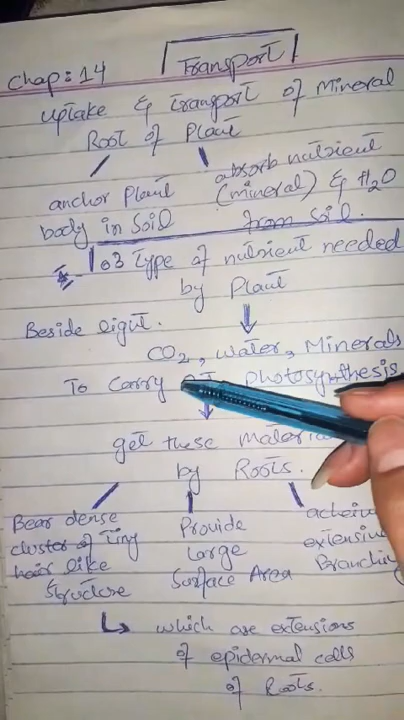 Chap: 14
Transport
uptake & transport of Mineral
Root of Plant
anchor Plant
body in Soil
absorb nutrient
(mineral) & H2O
from soil.
03 Type of nutrient needed
by Plant
Beside light.
CO2, water, Minerals
To Carry photosynthesis
get these
by Roots.
Bear dense
cluster of tiny
hair like
Structure
Provide
Large
Surface Area
acheive
extensive
Branching
which are extensions
of epidermal cells
of Roots.